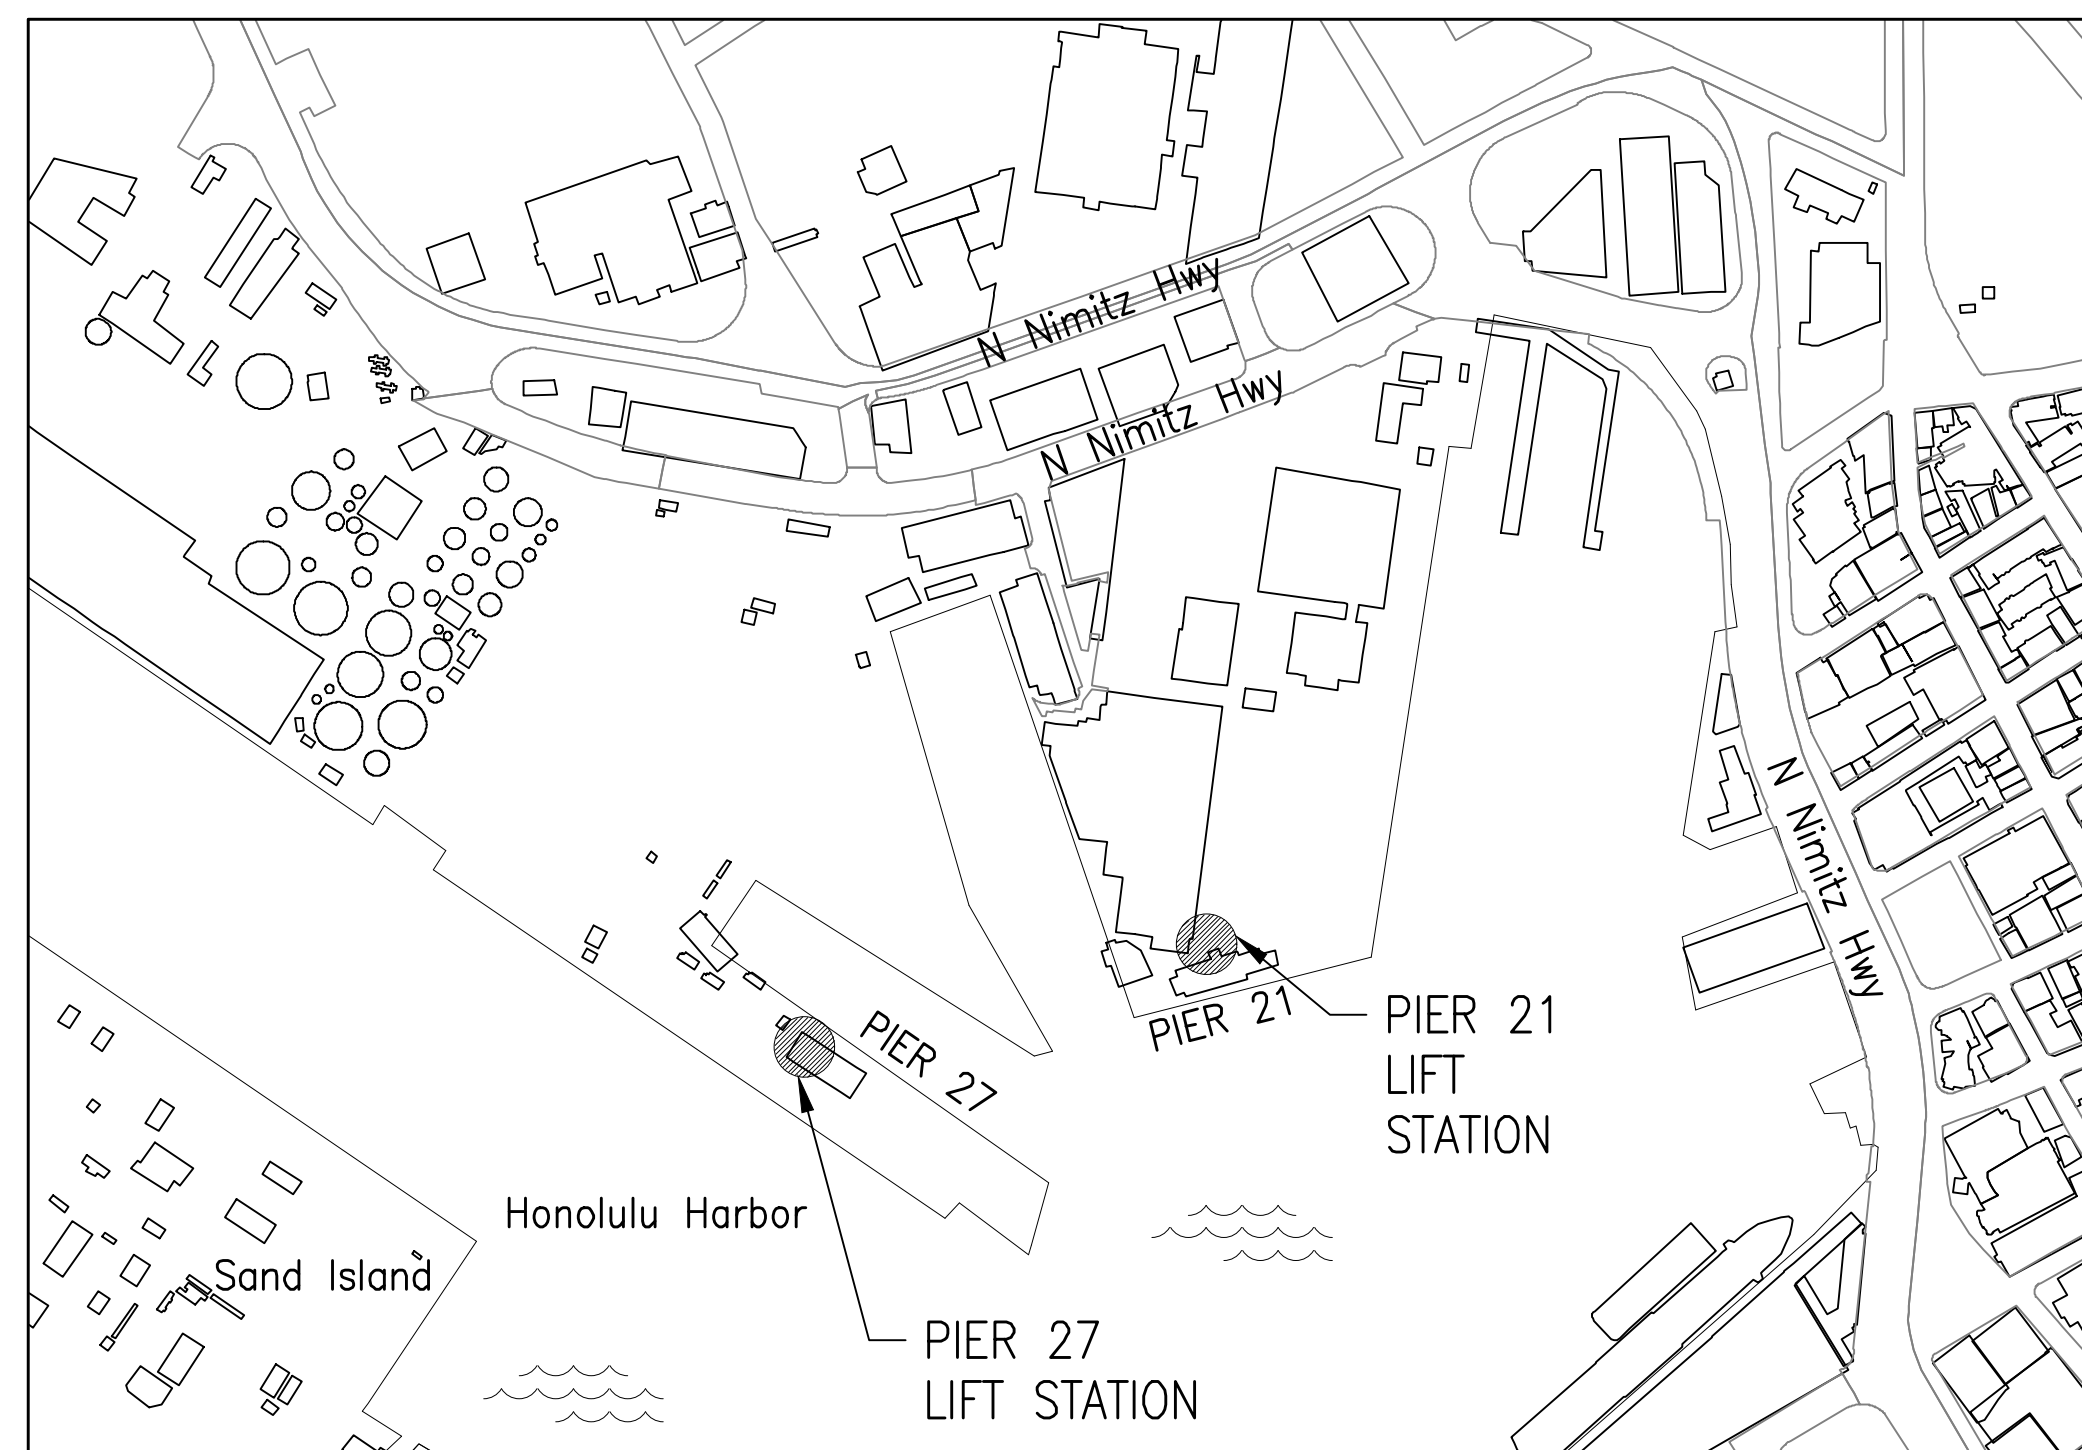 N Nimitz Hwy
N Nimitz Hwy
N Nimitz Hwy
PIER 21
PIER 21
LIFT
STATION
PIER 27
Honolulu Harbor
Sand Island
PIER 27
LIFT STATION